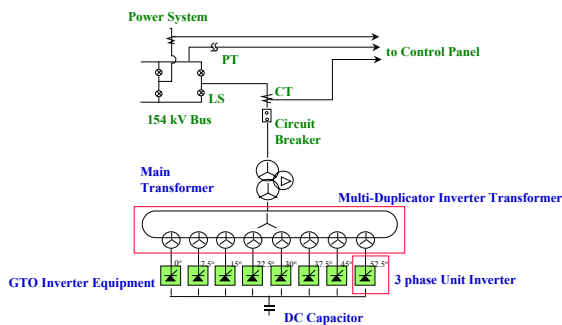 Power System
PT
to Control Panel
LS
CT
154 kV Bus
Circuit
Breaker
Main
Transformer
Multi-Duplicator Inverter Transformer
0° 7.5° 15° 22.5° 30° 37.5° 45° 52.5°
GTO Inverter Equipment
3 phase Unit Inverter
DC Capacitor